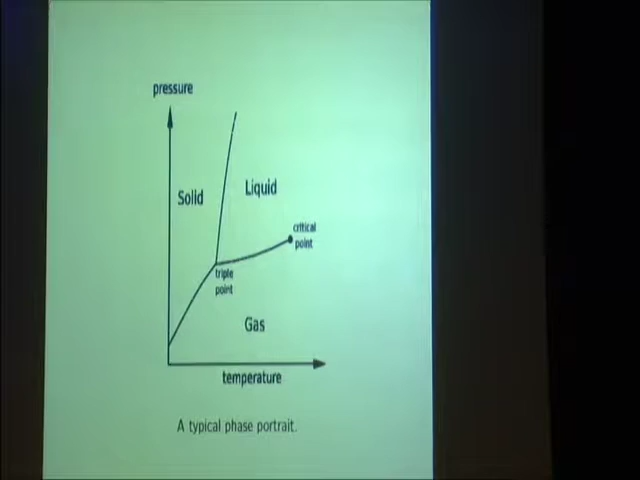 pressure
Solid
Liquid
critical
point
triple
point
Gas
temperature
A typical phase portrait.